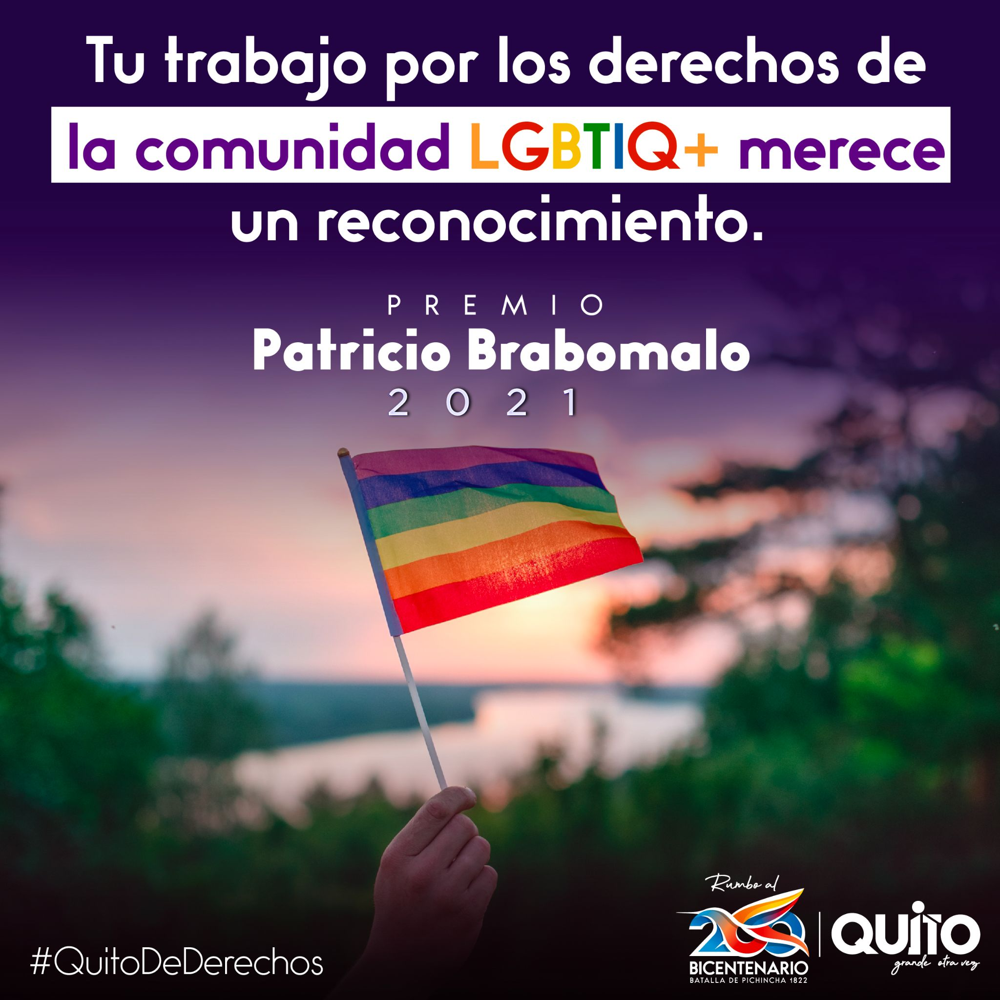 Tu trabajo por los derechos de
la comunidad LGBTIQ+ merece
un reconocimiento.
PREMIO
Patricio Brabomalo
2021
Rumbo al
200
BICENTENARIO
BATALLA DE PICHINCHA 1822
QUITO
grande otra vez
#QuitoDeDerechos